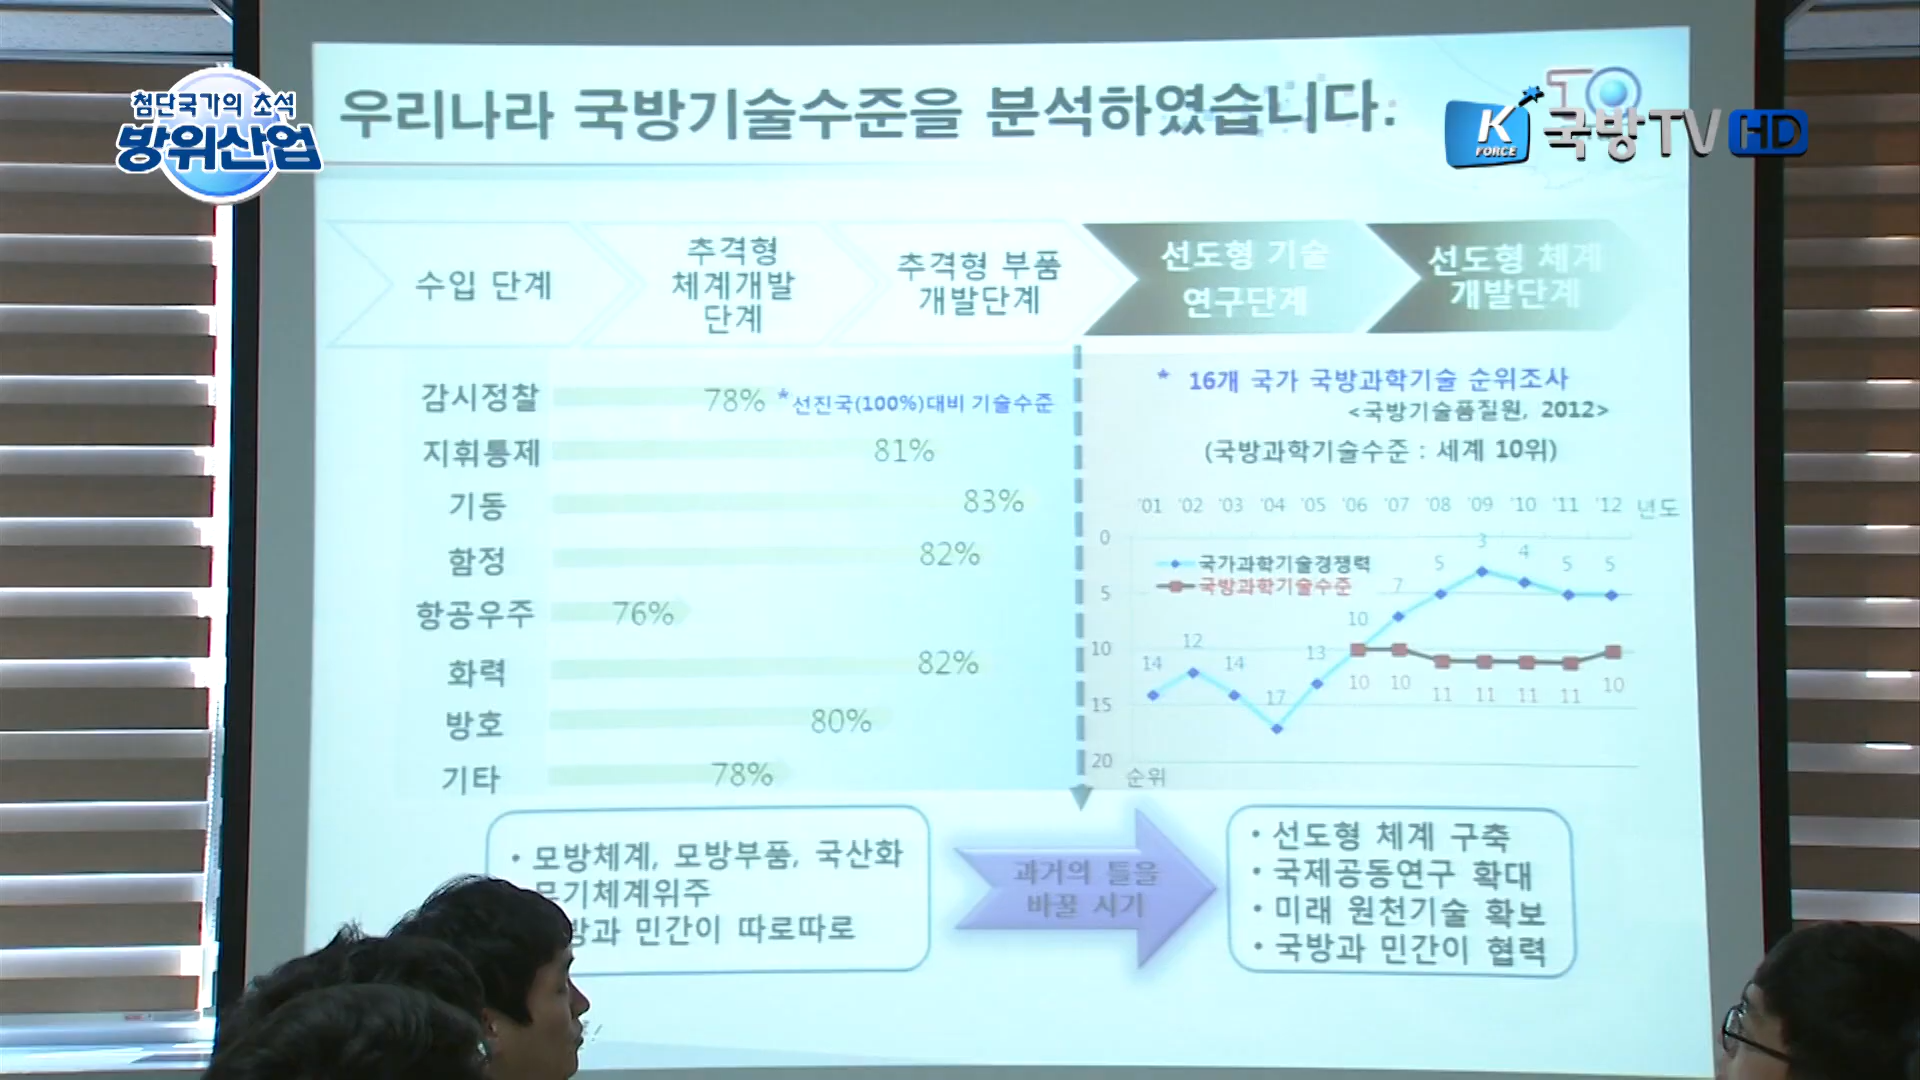 첨단국가의 초석
방위산업
K FORCE 국방TV HD
우리나라 국방기술수준을 분석하였습니다.
수입 단계
추격형
체계개발
단계
추격형 부품
개발단계
선도형 기술
연구단계
선도형 체계
개발단계
감시정찰 78% *선진국(100%)대비 기술수준
지휘통제 81%
기동 83%
함정 82%
항공우주 76%
화력 82%
방호 80%
기타 78%
* 16개 국가 국방과학기술 순위조사
<국방기술품질원, 2012>
(국방과학기술수준 : 세계 10위)
'01 '02 '03 '04 '05 '06 '07 '08 '09 '10 '11 '12 년도
0
5
10
15
20
순위
국가과학기술경쟁력
국방과학기술수준
14 12 14 17 13 10 7 5 3 4 5 5
10 10 11 11 11 11 10
• 모방체계, 모방부품, 국산화
무기체계위주
민간이 따로따로
과거의 틀을
바꿀 시기
• 선도형 체계 구축
• 국제공동연구 확대
• 미래 원천기술 확보
• 국방과 민간이 협력